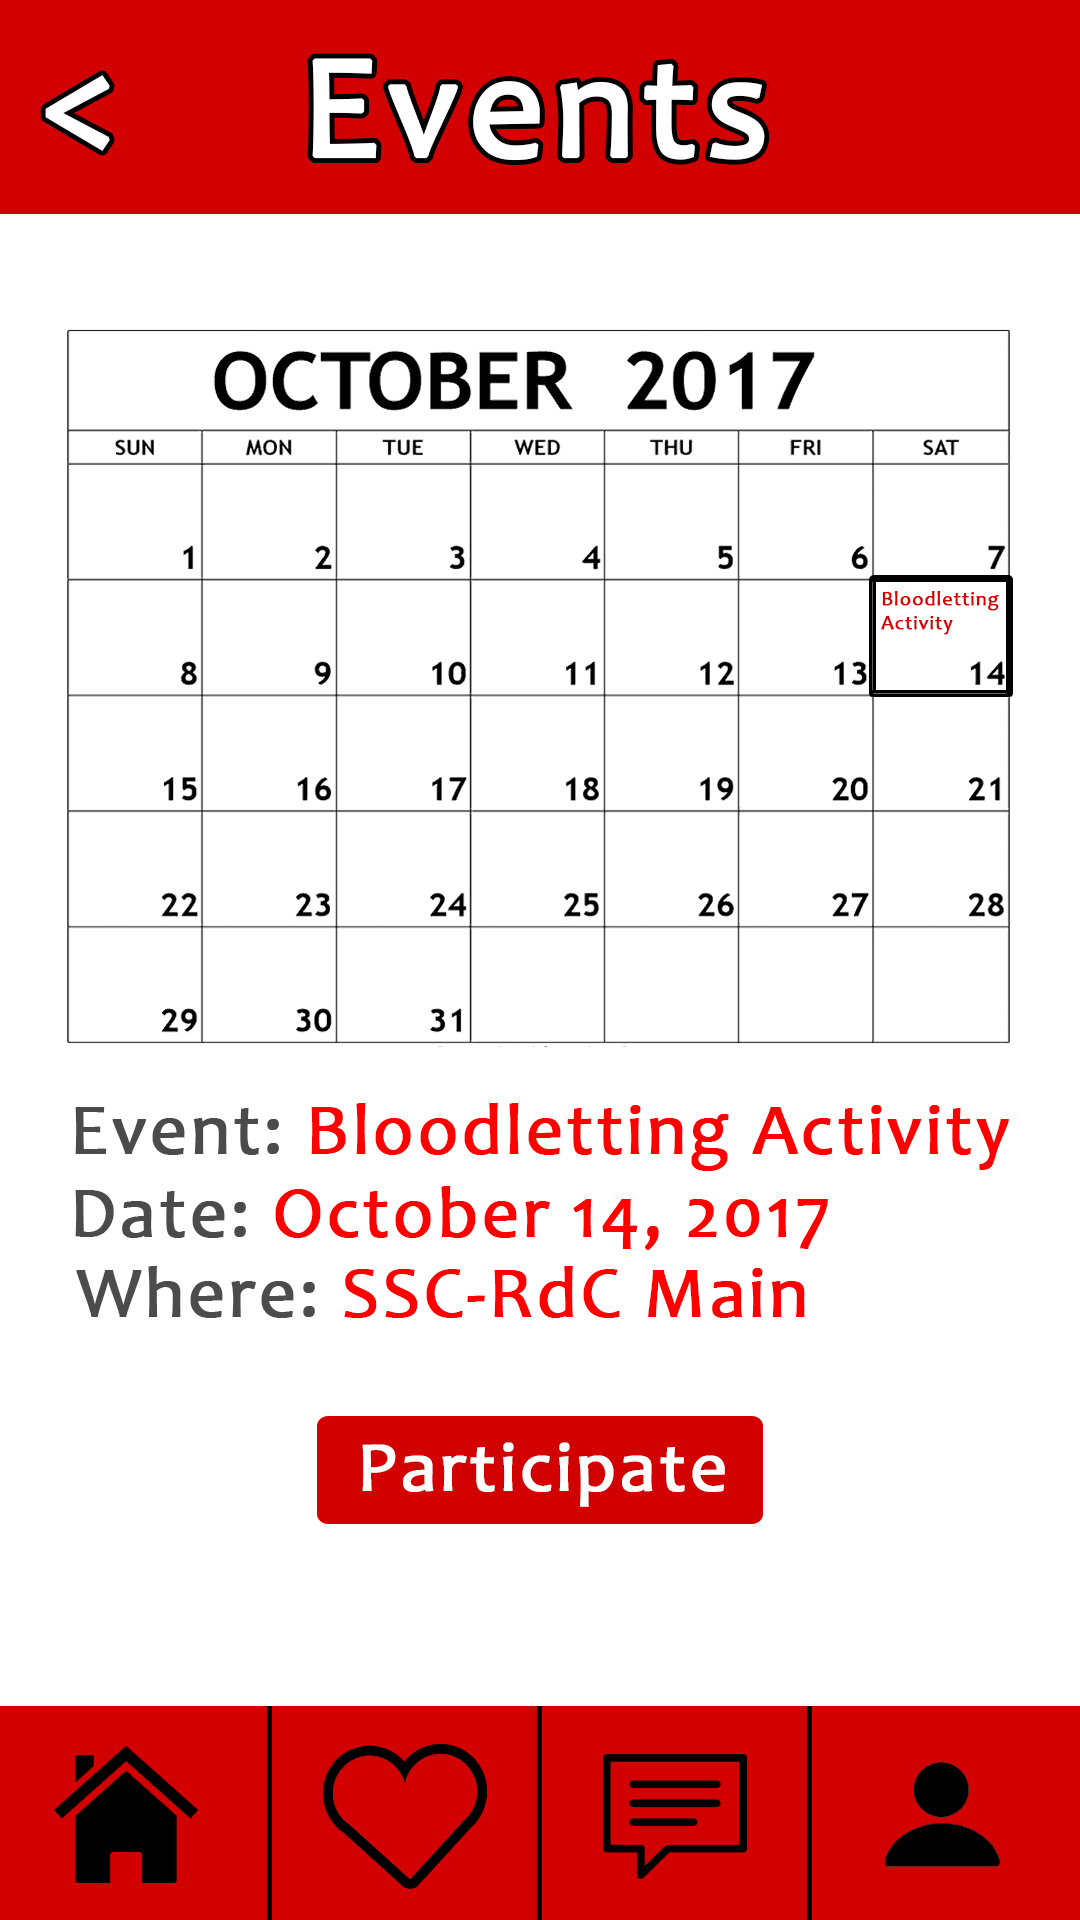 < Events
OCTOBER 2017
SUN MON TUE WED THU FRI SAT
1 2 3 4 5 6 7
Bloodletting
Activity
8 9 10 11 12 13 14
15 16 17 18 19 20 21
22 23 24 25 26 27 28
29 30 31
Event: Bloodletting Activity
Date: October 14, 2017
Where: SSC-RdC Main
Participate